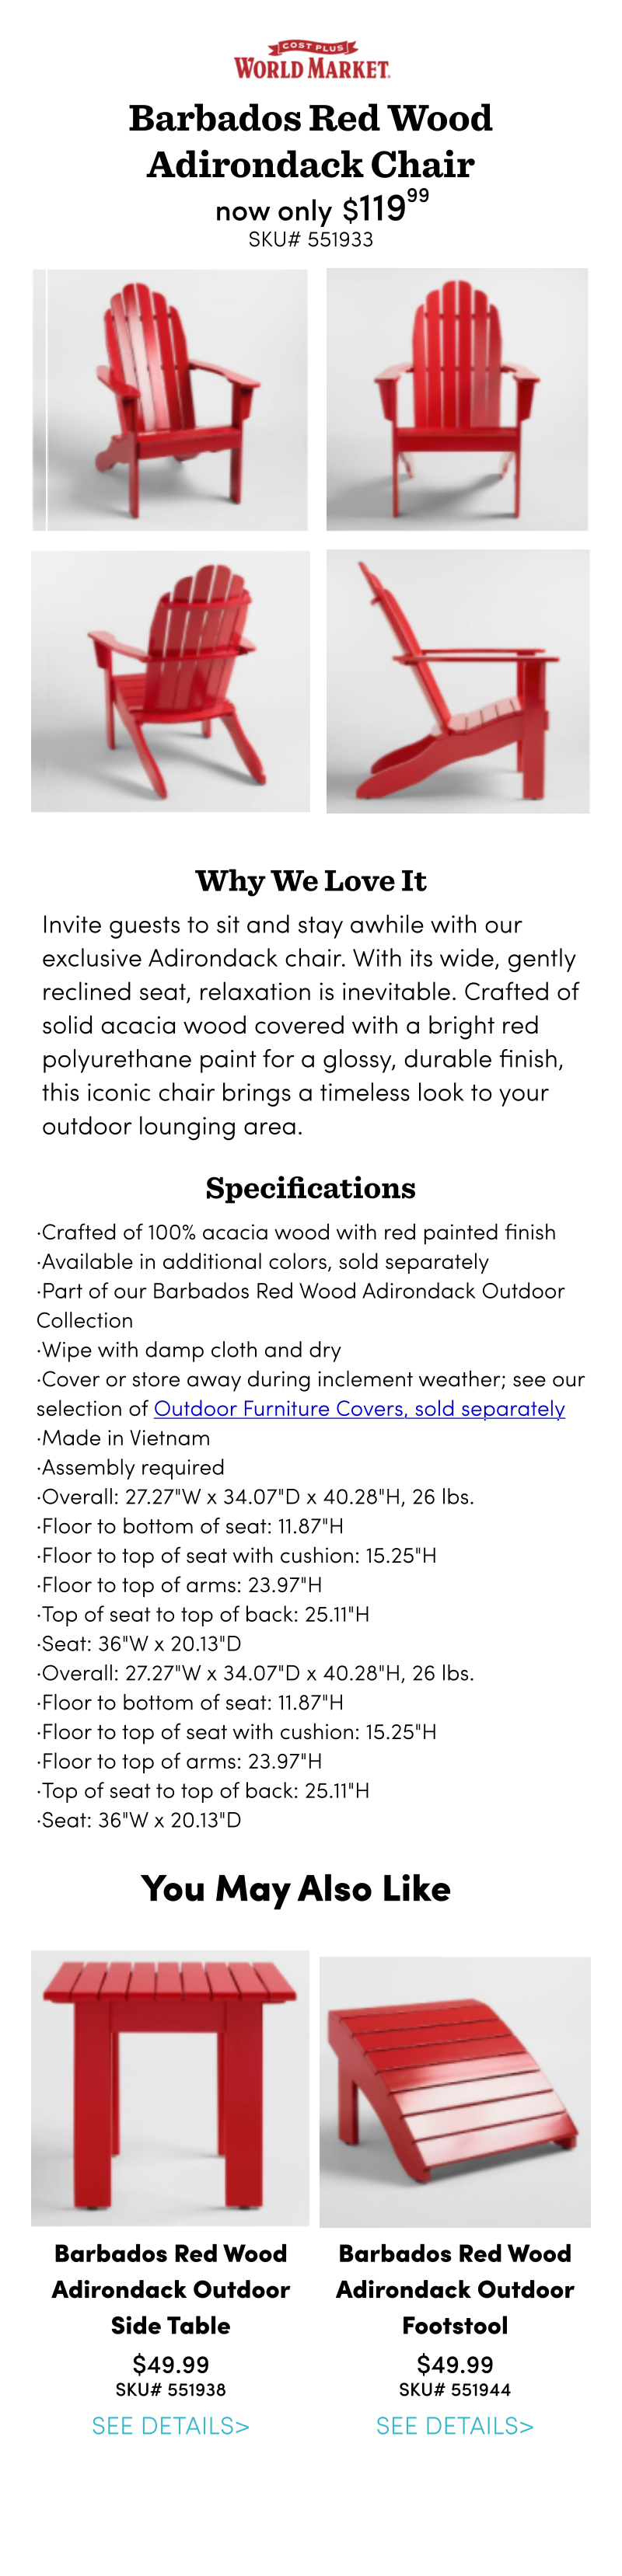 COST PLUS
WORLD MARKET.
Barbados Red Wood
Adirondack Chair
now only $119⁹⁹
SKU# 551933
Why We Love It
Invite guests to sit and stay awhile with our
exclusive Adirondack chair. With its wide, gently
reclined seat, relaxation is inevitable. Crafted of
solid acacia wood covered with a bright red
polyurethane paint for a glossy, durable finish,
this iconic chair brings a timeless look to your
outdoor lounging area.
Specifications
·Crafted of 100% acacia wood with red painted finish
·Available in additional colors, sold separately
·Part of our Barbados Red Wood Adirondack Outdoor
Collection
·Wipe with damp cloth and dry
·Cover or store away during inclement weather; see our
selection of Outdoor Furniture Covers, sold separately
·Made in Vietnam
·Assembly required
·Overall: 27.27"W x 34.07"D x 40.28"H, 26 lbs.
·Floor to bottom of seat: 11.87"H
·Floor to top of seat with cushion: 15.25"H
·Floor to top of arms: 23.97"H
·Top of seat to top of back: 25.11"H
·Seat: 36"W x 20.13"D
·Overall: 27.27"W x 34.07"D x 40.28"H, 26 lbs.
·Floor to bottom of seat: 11.87"H
·Floor to top of seat with cushion: 15.25"H
·Floor to top of arms: 23.97"H
·Top of seat to top of back: 25.11"H
·Seat: 36"W x 20.13"D
You May Also Like
Barbados Red Wood
Adirondack Outdoor
Side Table
$49.99
SKU# 551938
SEE DETAILS>
Barbados Red Wood
Adirondack Outdoor
Footstool
$49.99
SKU# 551944
SEE DETAILS>